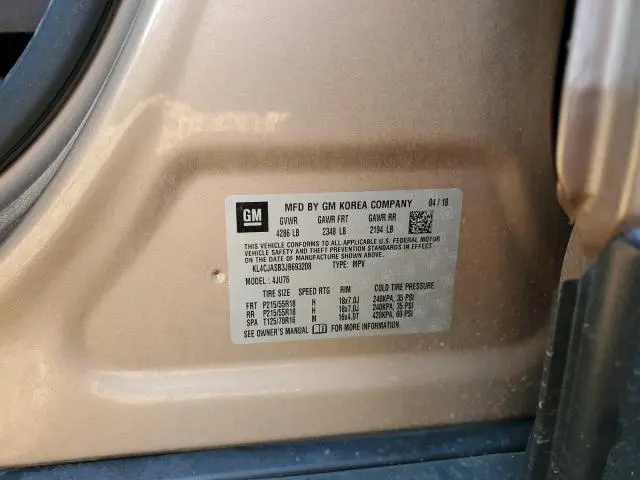 GM
MFD BY GM KOREA COMPANY 04 / 18
GVWR GAWR FRT GAWR RR
4286 LB 2348 LB 2194 LB
THIS VEHICLE CONFORMS TO ALL APPLICABLE U.S. FEDERAL MOTOR
VEHICLE SAFETY AND THEFT PREVENTION STANDARDS IN EFFECT
ON THE DATE OF MANUFACTURE SHOWN ABOVE.
KL4CJASB3JB693208 TYPE: MPV
MODEL : 4JU76
TIRE SIZE SPEED RTG RIM COLD TIRE PRESSURE
FRT P215/55R18 H 18x7.0J 240KPA, 35 PSI
RR P215/55R18 H 18x7.0J 240KPA, 35 PSI
SPA T125/70R16 M 16x4.0T 420KPA, 60 PSI
SEE OWNER'S MANUAL FOR MORE INFORMATION.